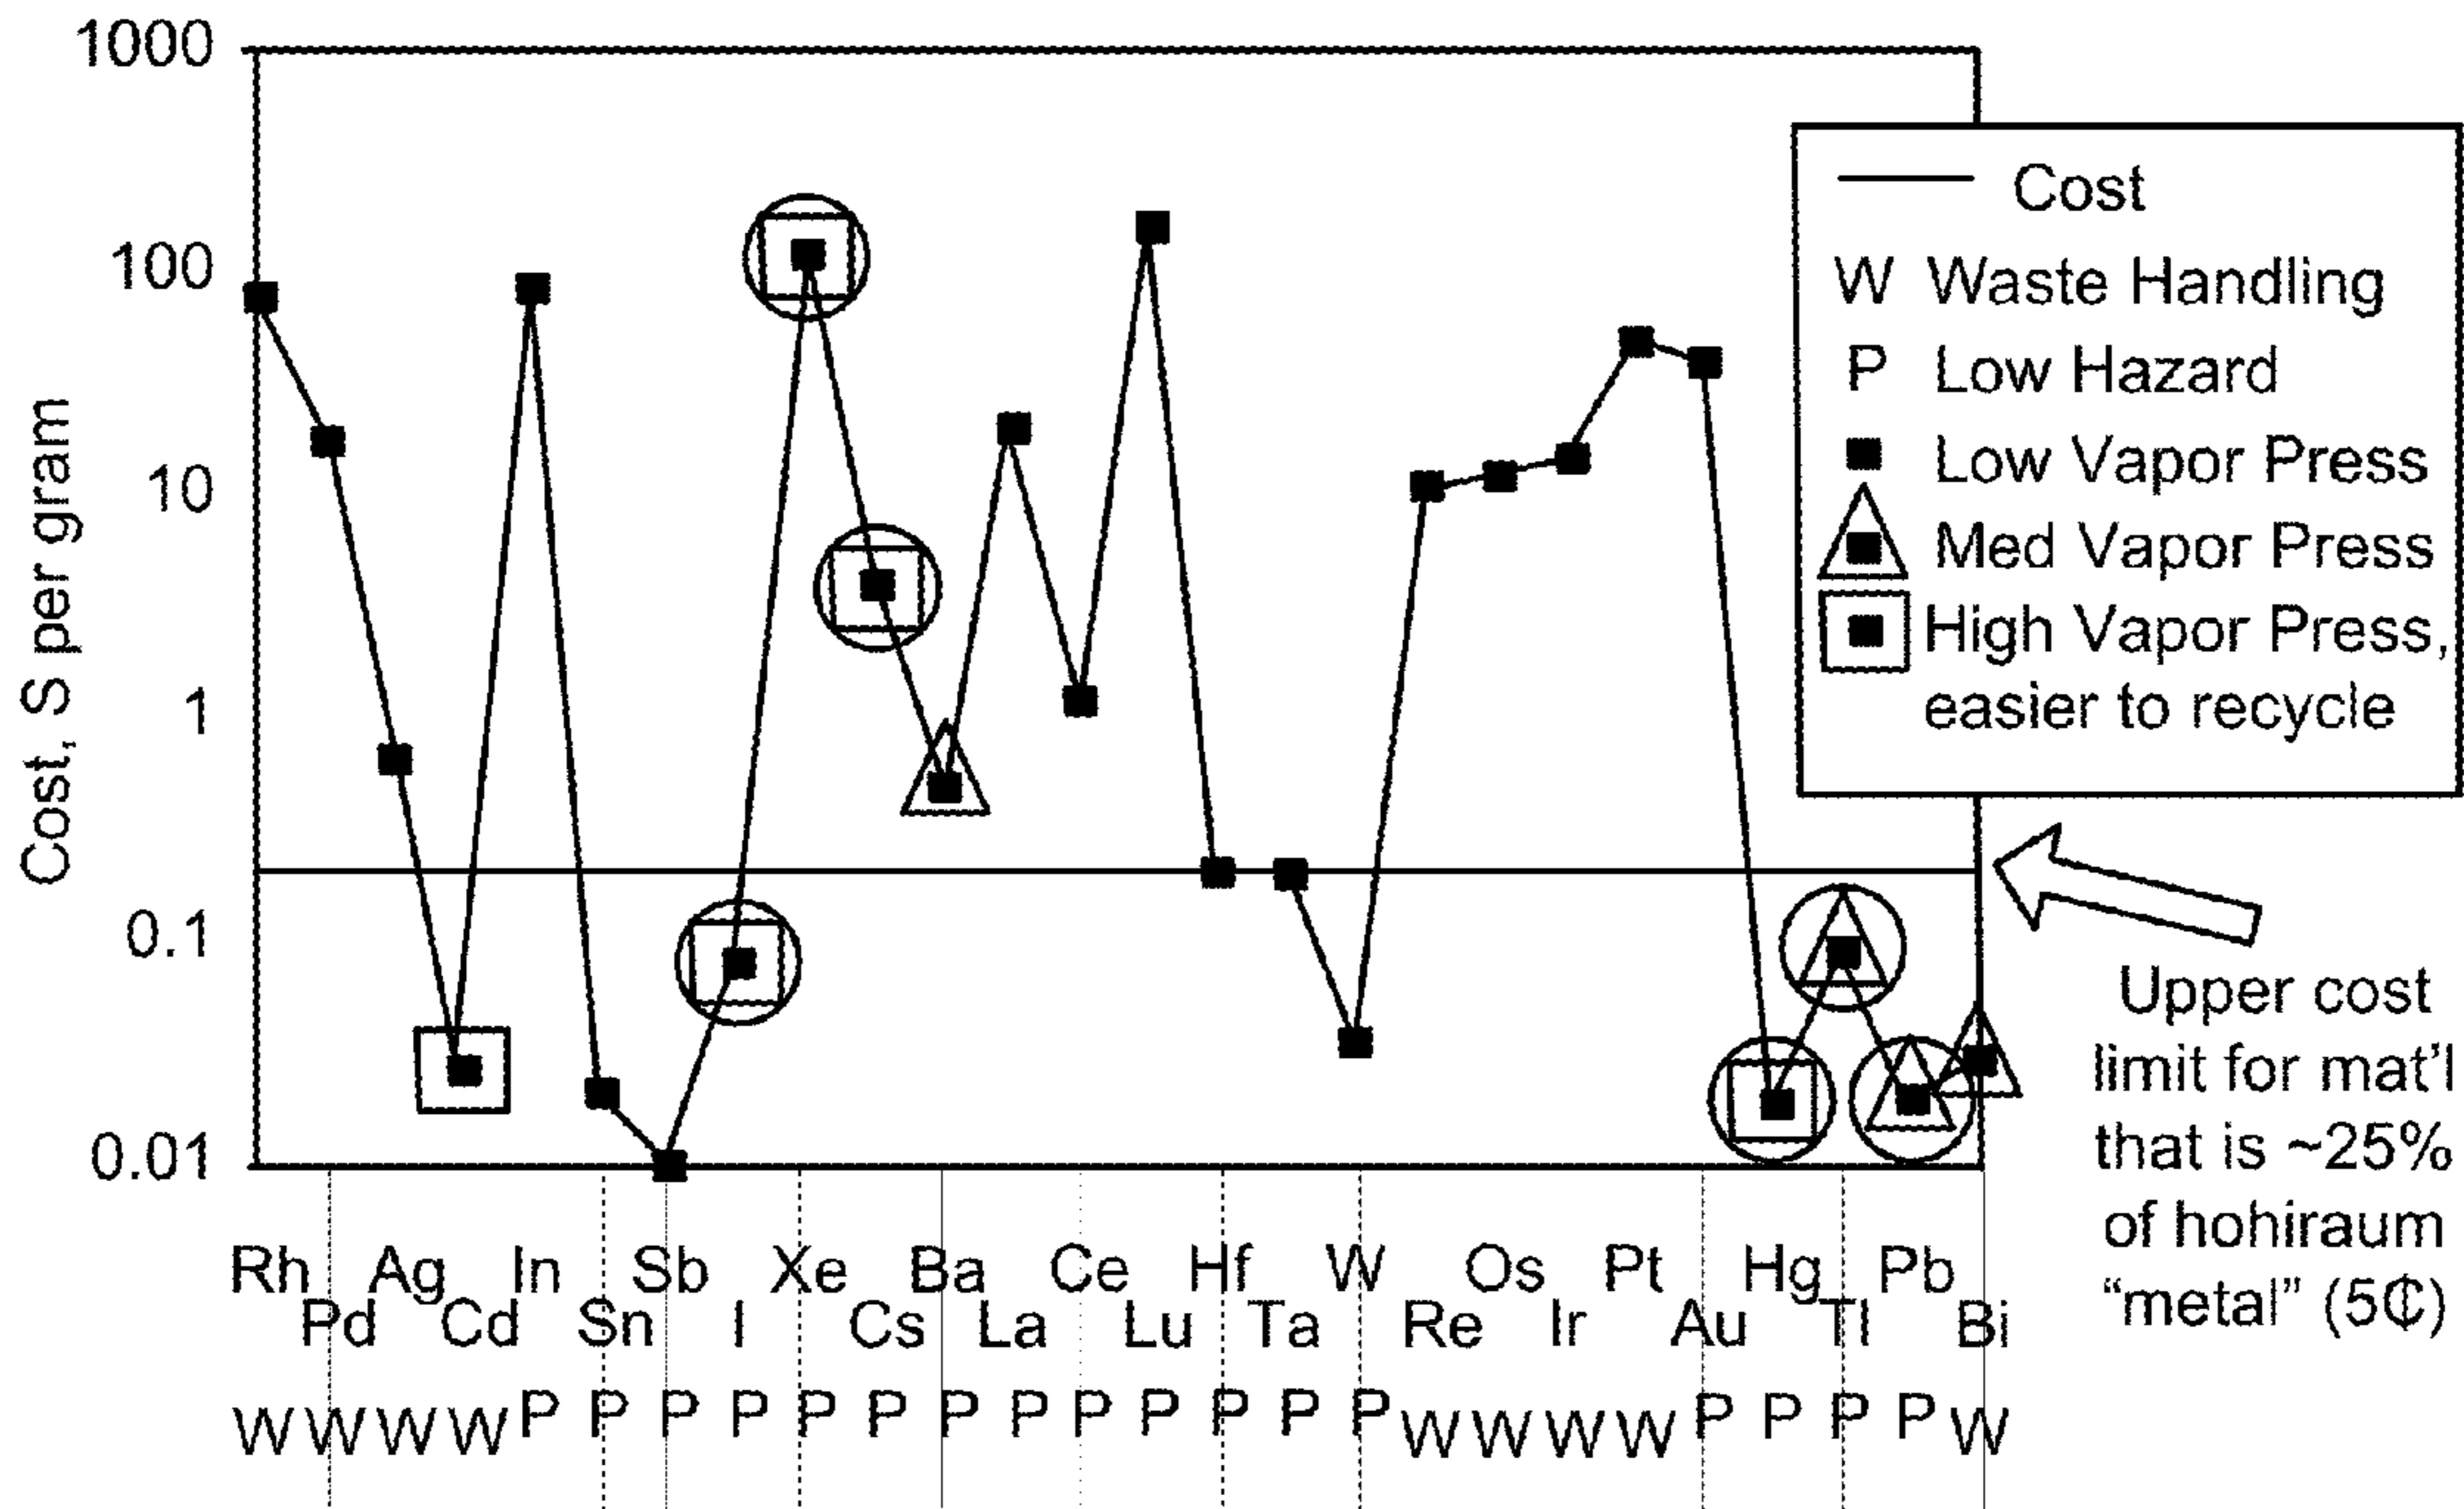 1000
100
10
1
0.1
0.01
Cost, S per gram
Cost
W Waste Handling
P Low Hazard
Low Vapor Press
Med Vapor Press
High Vapor Press,
easier to recycle
Upper cost
limit for mat'l
that is ~25%
of hohiraum
"metal" (5¢)
Rh Ag In Sb Xe Ba Ce Hf W Os Pt Hg Pb
Pd Cd Sn I Cs La Lu Ta Re Ir Au Tl Bi
W W W W P P P P P P P P P P P P P W W W W P P P P W